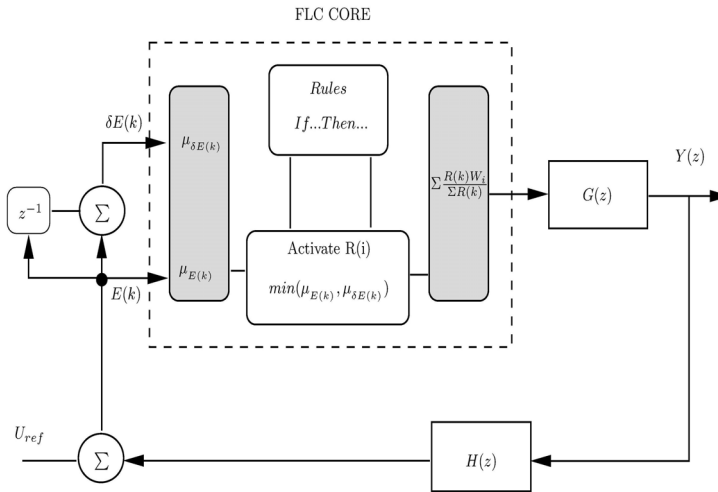 FLC CORE
Rules
If...Then...
δE(k)
μ_{δE(k)}
Y(z)
Σ \frac{R(k)W_i}{ΣR(k)}
G(z)
z⁻¹
Σ
Activate R(i)
μ_{E(k)}
E(k)
min(μ_{E(k)}, μ_{δE(k)})
U_{ref}
Σ
H(z)